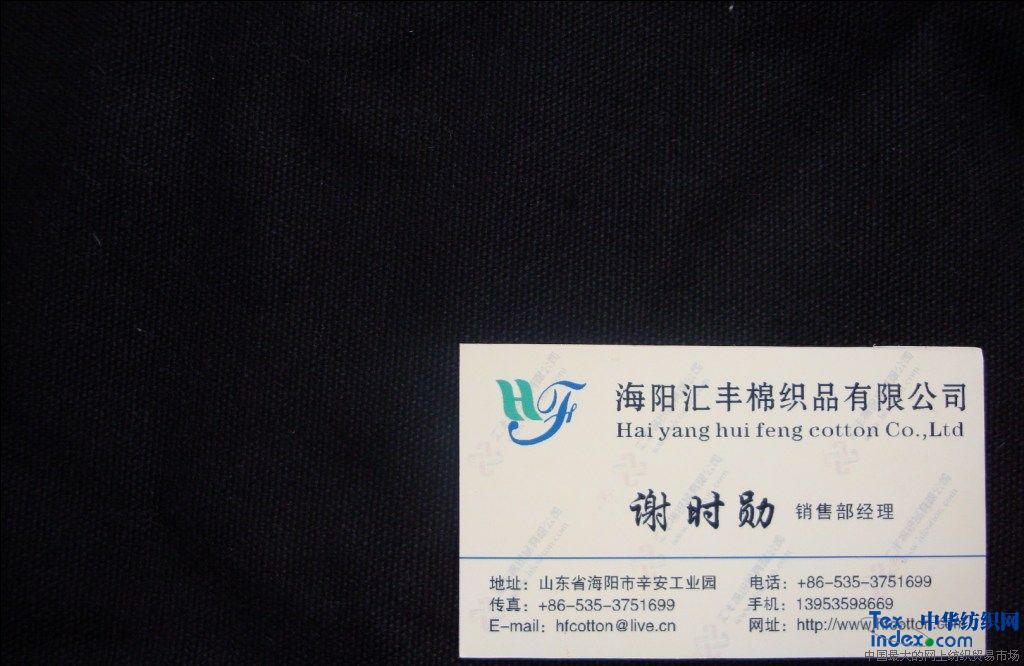 HF
海阳汇丰棉织品有限公司
Hai yang hui feng cotton Co.,Ltd
谢时勋 销售部经理
地址：山东省海阳市辛安工业园 电话：+86-535-3751699
传真：+86-535-3751699 手机：13953598669
E-mail：hfcotton@live.cn 网址：http://www.hfcotton.com
Tex 中华纺织网
index.com
中国最大的网上纺织贸易市场